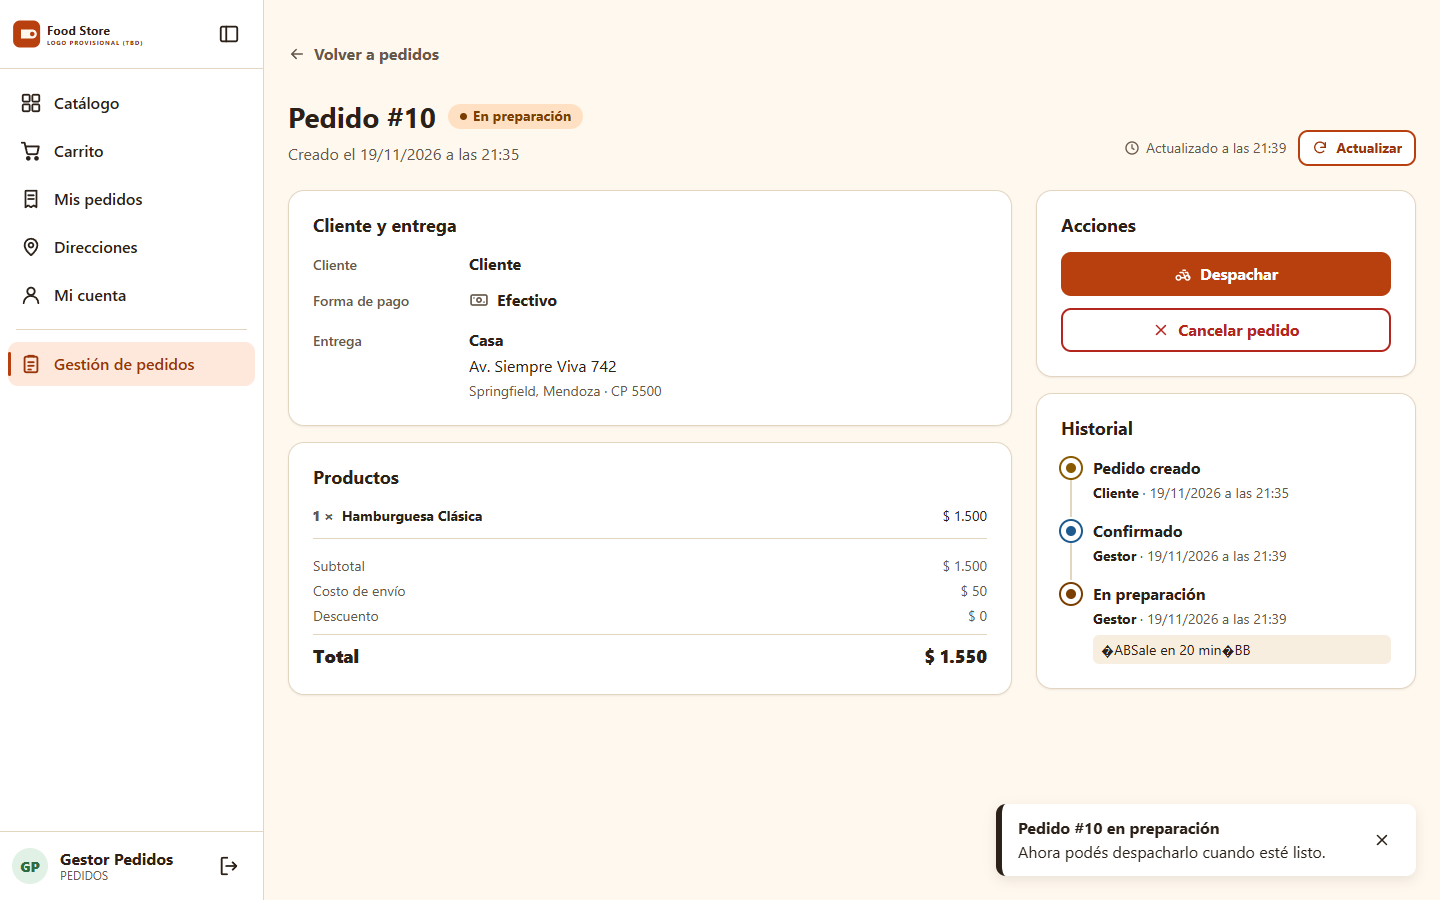 Food Store
LOGO PROVISIONAL (TBD)
Catálogo
Carrito
Mis pedidos
Direcciones
Mi cuenta
Gestión de pedidos
GP
Gestor Pedidos
PEDIDOS
Volver a pedidos
Pedido #10
En preparación
Creado el 19/11/2026 a las 21:35
Actualizado a las 21:39
Actualizar
Cliente y entrega
Cliente Cliente
Forma de pago Efectivo
Entrega Casa
Av. Siempre Viva 742
Springfield, Mendoza · CP 5500
Productos
1 × Hamburguesa Clásica $ 1.500
Subtotal $ 1.500
Costo de envío $ 50
Descuento $ 0
Total $ 1.550
Acciones
Despachar
Cancelar pedido
Historial
Pedido creado
Cliente · 19/11/2026 a las 21:35
Confirmado
Gestor · 19/11/2026 a las 21:39
En preparación
Gestor · 19/11/2026 a las 21:39
�ABSale en 20 min�BB
Pedido #10 en preparación
Ahora podés despacharlo cuando esté listo.